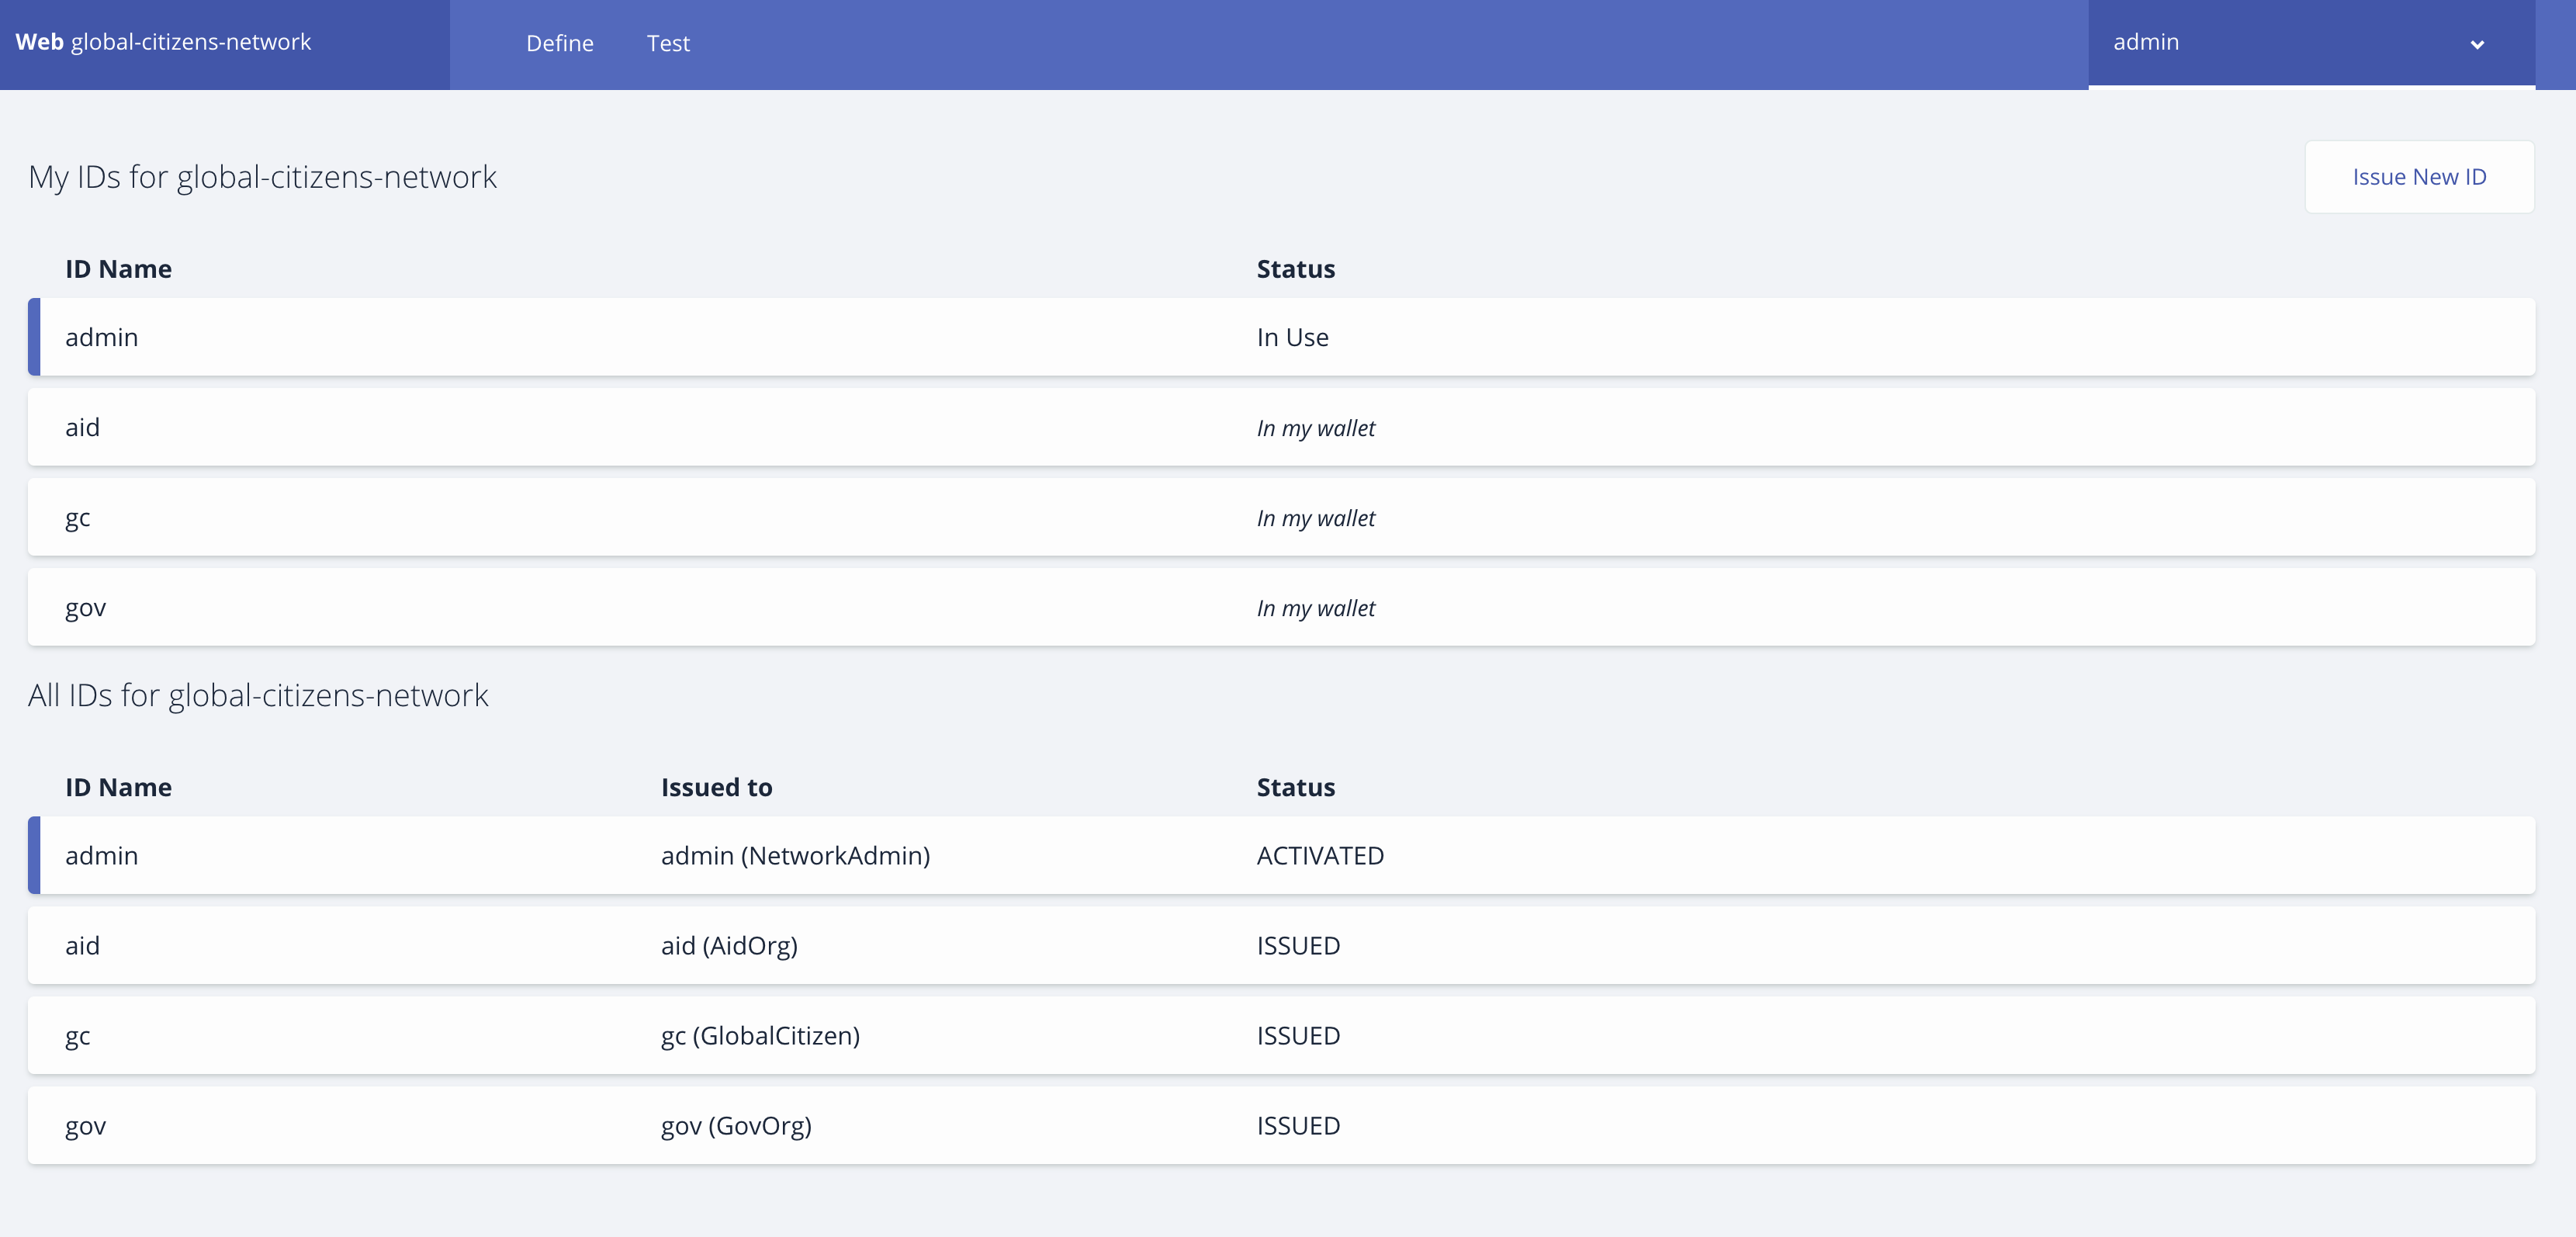 Web global-citizens-network Define Test admin
My IDs for global-citizens-network Issue New ID
ID Name Status
admin In Use
aid In my wallet
gc In my wallet
gov In my wallet
All IDs for global-citizens-network
ID Name Issued to Status
admin admin (NetworkAdmin) ACTIVATED
aid aid (AidOrg) ISSUED
gc gc (GlobalCitizen) ISSUED
gov gov (GovOrg) ISSUED